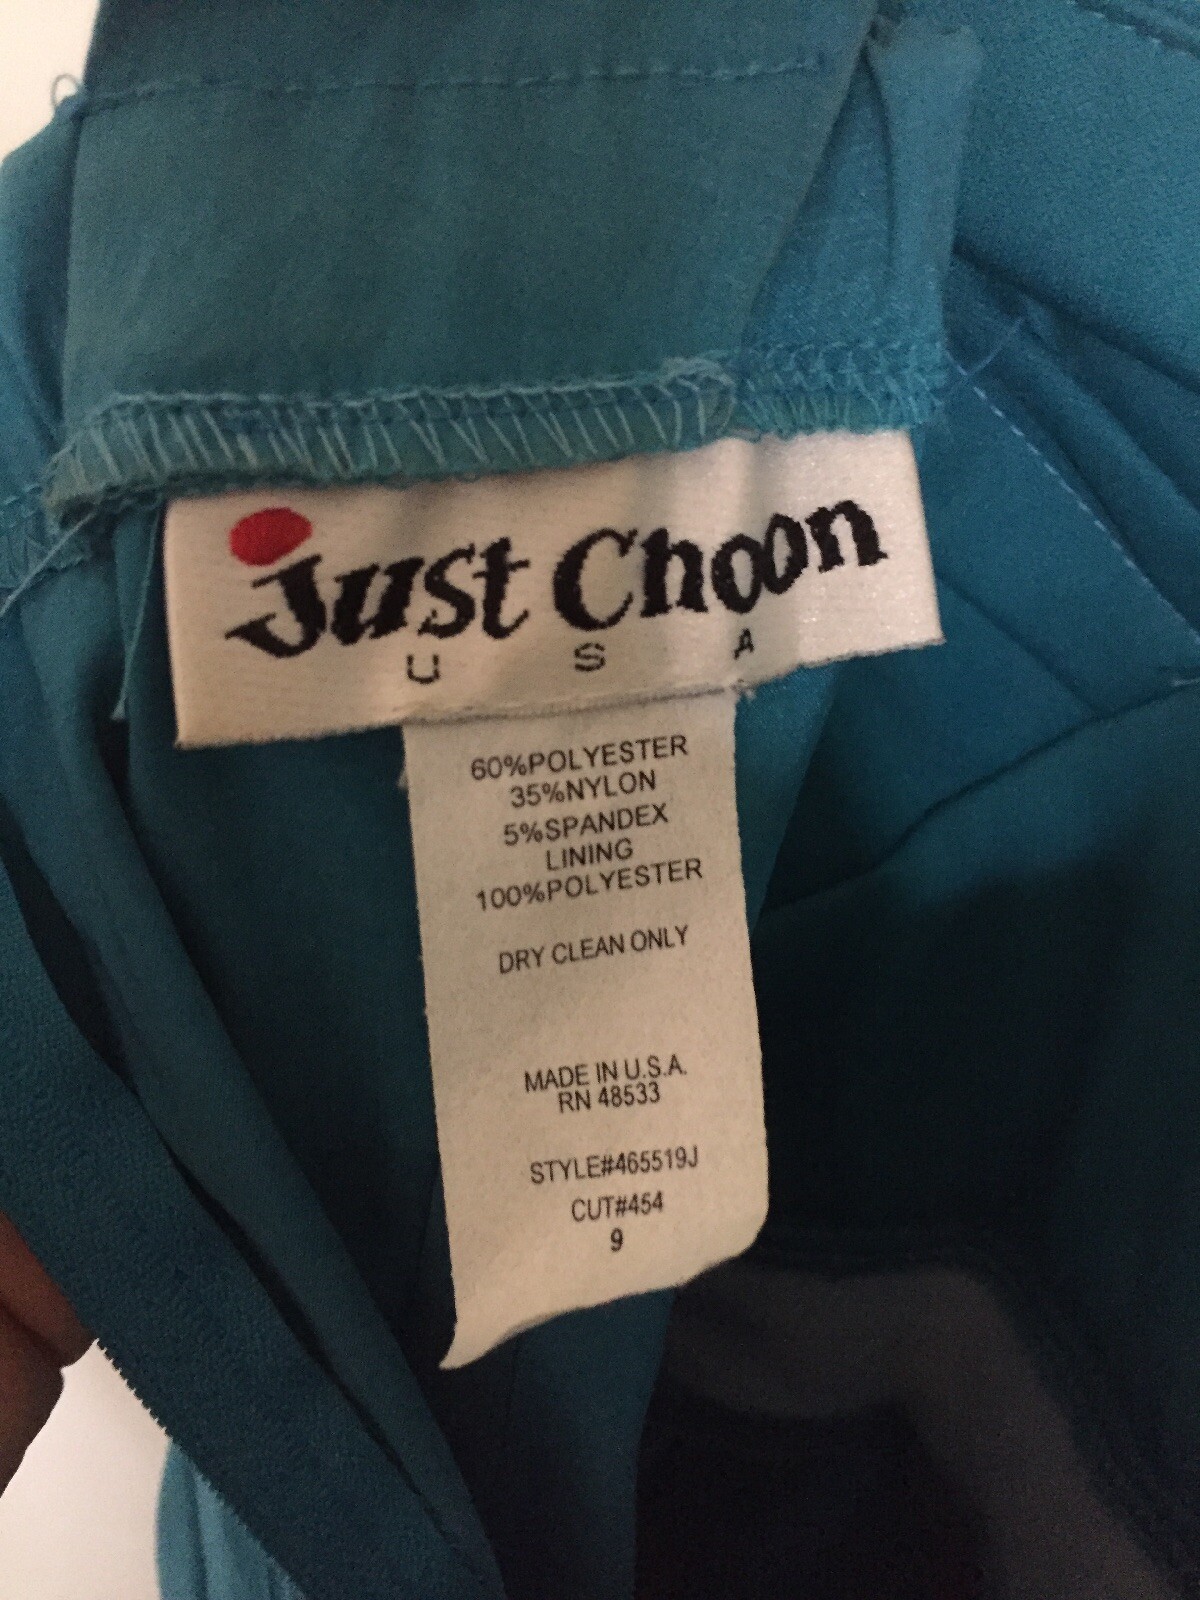 Just Choon
U S A
60%POLYESTER
35%NYLON
5%SPANDEX
LINING
100%POLYESTER
DRY CLEAN ONLY
MADE IN U.S.A.
RN 48533
STYLE#465519J
CUT#454
9